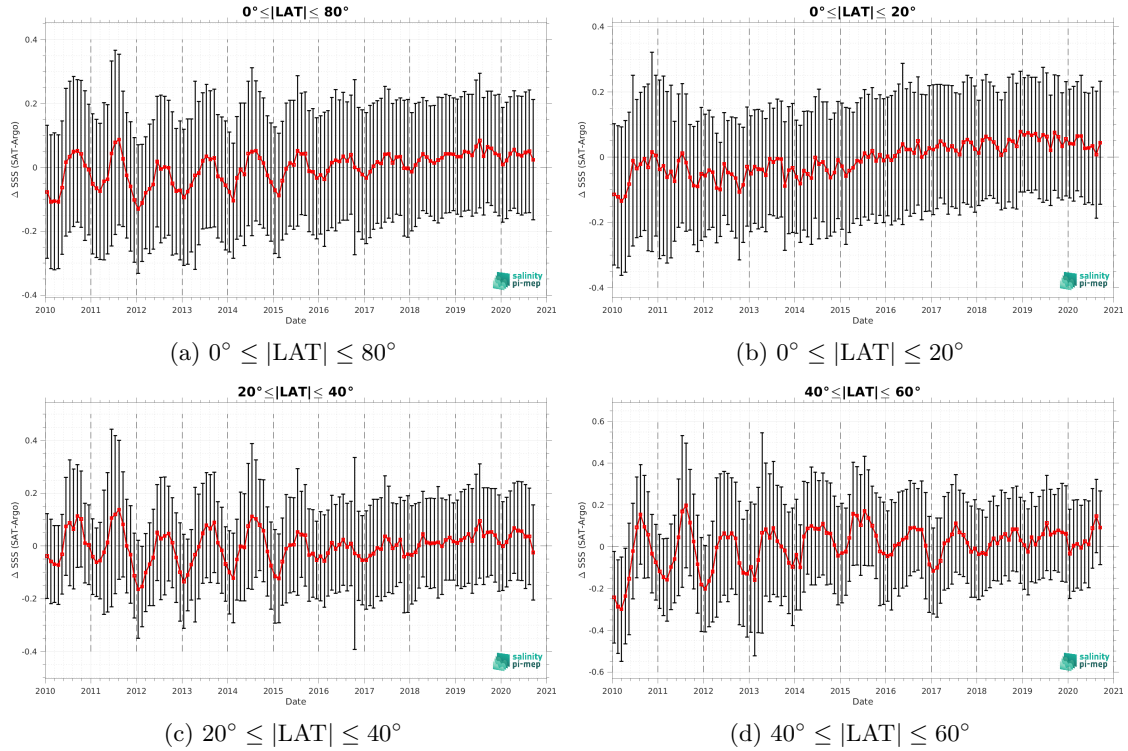 0°≤|LAT|≤ 80°
0.4
0.2
0
-0.2
-0.4
Δ SSS (SAT-Argo)
2010 2011 2012 2013 2014 2015 2016 2017 2018 2019 2020 2021
Date
salinity
pi-mep
(a) 0° ≤ |LAT| ≤ 80°
0°≤|LAT|≤ 20°
0.4
0.2
0
-0.2
-0.4
Δ SSS (SAT-Argo)
2010 2011 2012 2013 2014 2015 2016 2017 2018 2019 2020 2021
Date
salinity
pi-mep
(b) 0° ≤ |LAT| ≤ 20°
20°≤|LAT|≤ 40°
0.4
0.2
0
-0.2
-0.4
Δ SSS (SAT-Argo)
2010 2011 2012 2013 2014 2015 2016 2017 2018 2019 2020 2021
Date
salinity
pi-mep
(c) 20° ≤ |LAT| ≤ 40°
40°≤|LAT|≤ 60°
0.6
0.4
0.2
0
-0.2
-0.4
-0.6
Δ SSS (SAT-Argo)
2010 2011 2012 2013 2014 2015 2016 2017 2018 2019 2020 2021
Date
salinity
pi-mep
(d) 40° ≤ |LAT| ≤ 60°